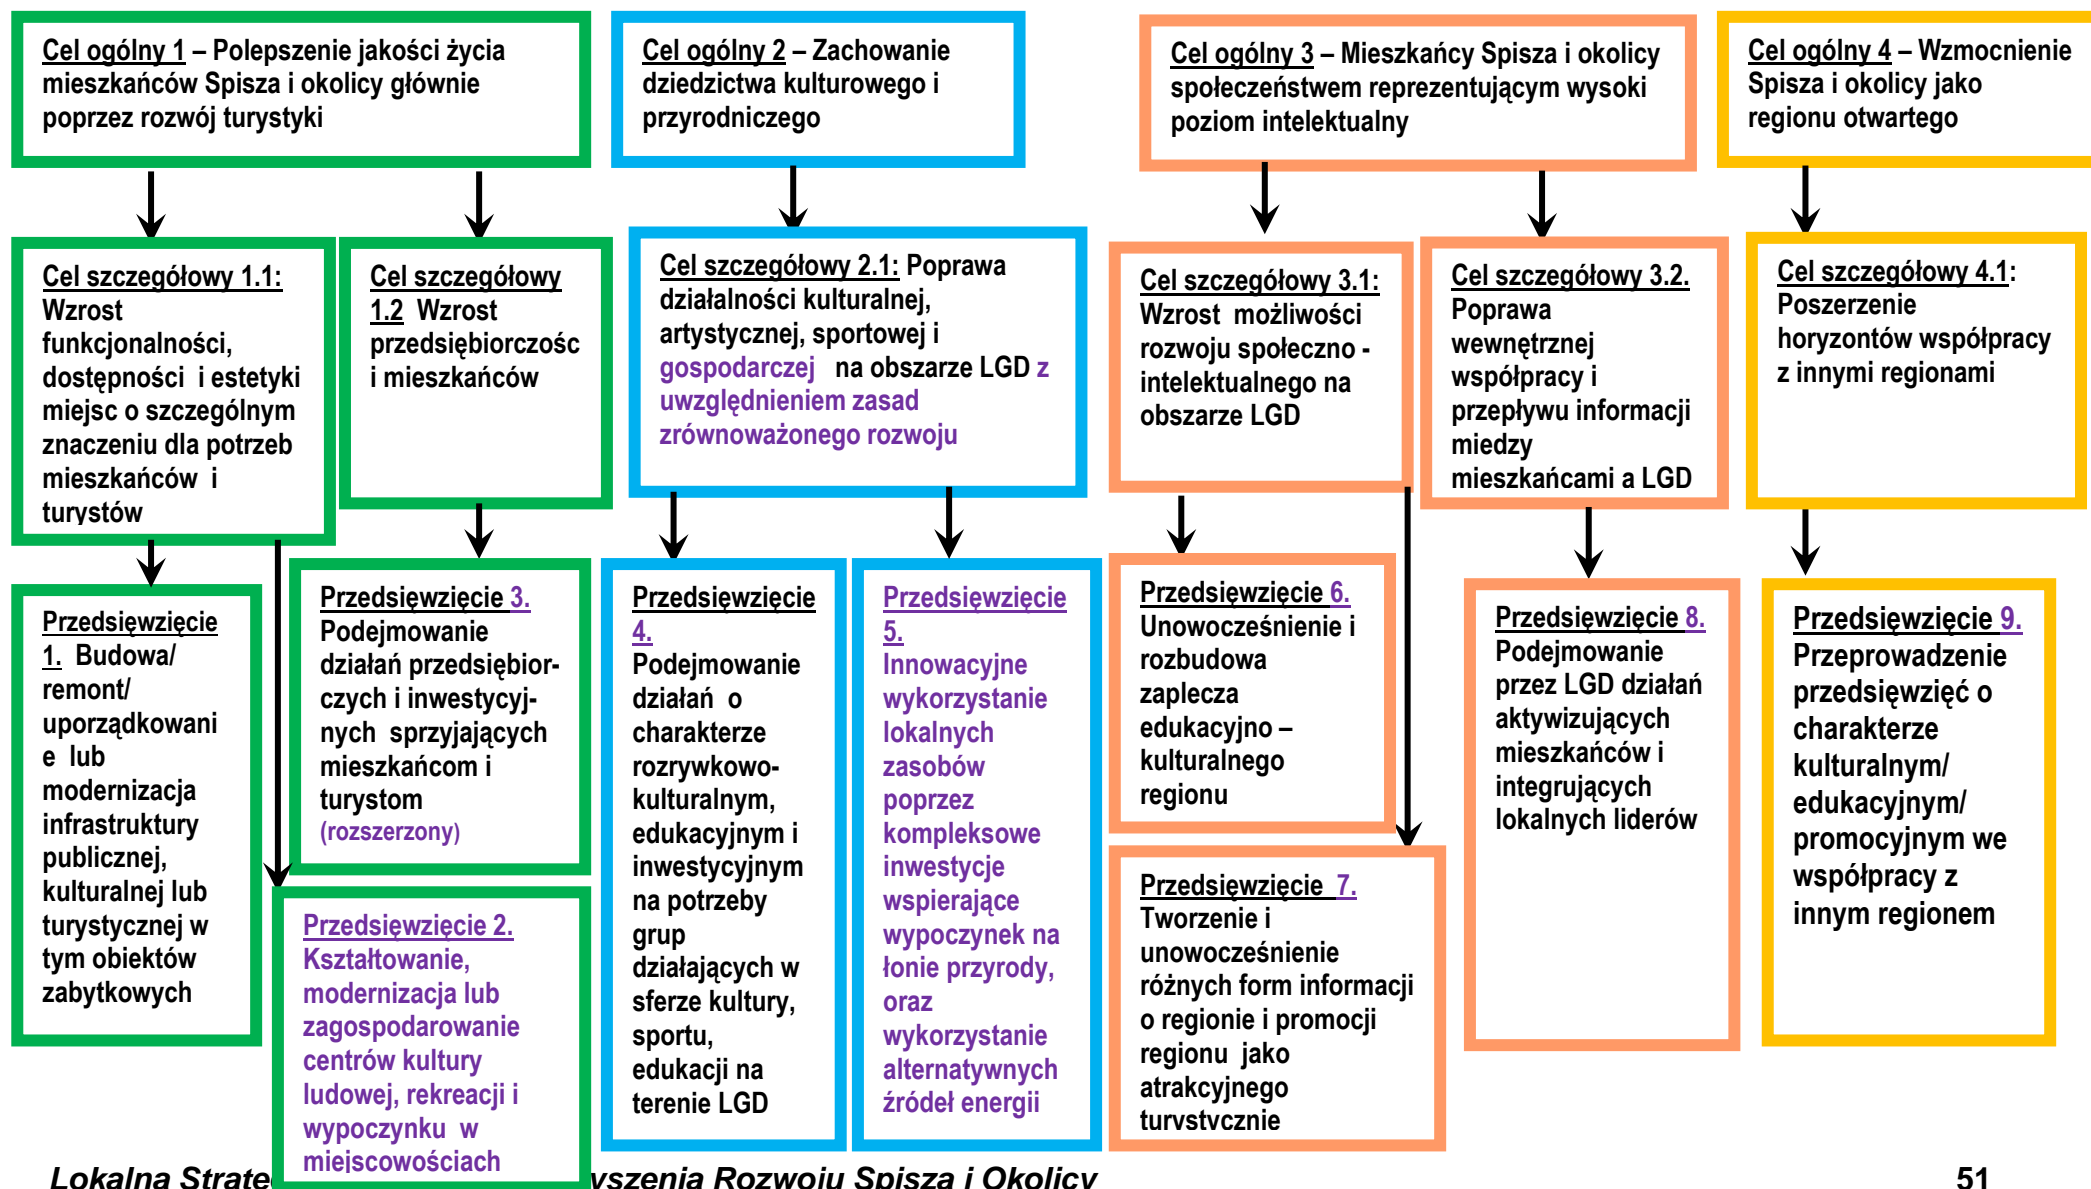 Cel ogólny 1 – Polepszenie jakości życia
mieszkańców Spisza i okolicy głównie
poprzez rozwój turystyki
Cel ogólny 2 – Zachowanie
dziedzictwa kulturowego i
przyrodniczego
Cel ogólny 3 – Mieszkańcy Spisza i okolicy
społeczeństwem reprezentującym wysoki
poziom intelektualny
Cel ogólny 4 – Wzmocnienie
Spisza i okolicy jako
regionu otwartego
Cel szczegółowy 1.1:
Wzrost
funkcjonalności,
dostępności i estetyki
miejsc o szczególnym
znaczeniu dla potrzeb
mieszkańców i
turystów
Cel szczegółowy
1.2 Wzrost
przedsiębiorczośc
i mieszkańców
Cel szczegółowy 2.1: Poprawa
działalności kulturalnej,
artystycznej, sportowej i
gospodarczej na obszarze LGD z
uwzględnieniem zasad
zrównoważonego rozwoju
Cel szczegółowy 3.1:
Wzrost możliwości
rozwoju społeczno -
intelektualnego na
obszarze LGD
Cel szczegółowy 3.2.
Poprawa
wewnętrznej
współpracy i
przepływu informacji
miedzy
mieszkańcami a LGD
Cel szczegółowy 4.1:
Poszerzenie
horyzontów współpracy
z innymi regionami
Przedsięwzięcie
1. Budowa/
remont/
uporządkowani
e lub
modernizacja
infrastruktury
publicznej,
kulturalnej lub
turystycznej w
tym obiektów
zabytkowych
Przedsięwzięcie 2.
Kształtowanie,
modernizacja lub
zagospodarowanie
centrów kultury
ludowej, rekreacji i
wypoczynku w
miejscowościach
Przedsięwzięcie 3.
Podejmowanie
działań przedsiębior-
czych i inwestycyj-
nych sprzyjających
mieszkańcom i
turystom
(rozszerzony)
Przedsięwzięcie
4.
Podejmowanie
działań o
charakterze
rozrywkowo-
kulturalnym,
edukacyjnym i
inwestycyjnym
na potrzeby
grup
działających w
sferze kultury,
sportu,
edukacji na
terenie LGD
Przedsięwzięcie
5.
Innowacyjne
wykorzystanie
lokalnych
zasobów
poprzez
kompleksowe
inwestycje
wspierające
wypoczynek na
łonie przyrody,
oraz
wykorzystanie
alternatywnych
źródeł energii
Przedsięwzięcie 6.
Unowocześnienie i
rozbudowa
zaplecza
edukacyjno –
kulturalnego
regionu
Przedsięwzięcie 7.
Tworzenie i
unowocześnienie
różnych form informacji
o regionie i promocji
regionu jako
atrakcyjnego
turystycznie
Przedsięwzięcie 8.
Podejmowanie
przez LGD działań
aktywizujących
mieszkańców i
integrujących
lokalnych liderów
Przedsięwzięcie 9.
Przeprowadzenie
przedsięwzięć o
charakterze
kulturalnym/
edukacyjnym/
promocyjnym we
współpracy z
innym regionem
Lokalna Strate yszenia Rozwoju Spisza i Okolicy 51